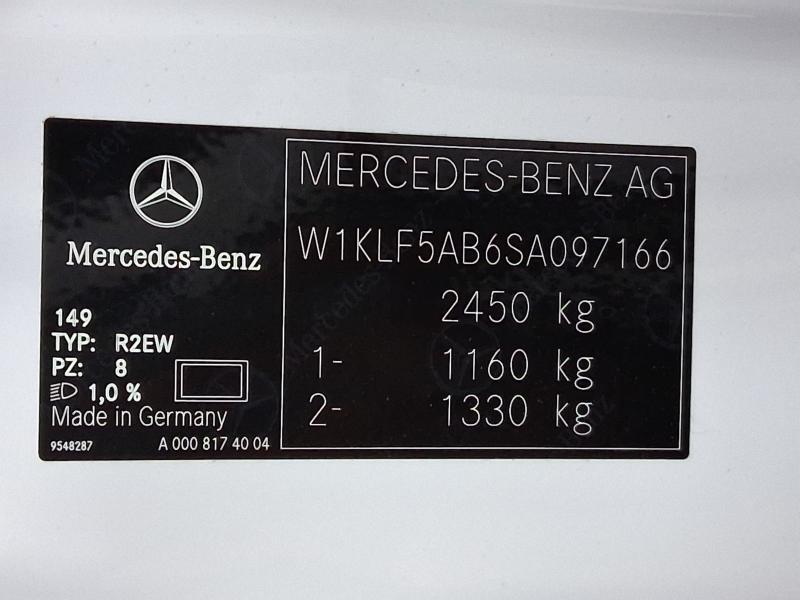 Mercedes-Benz
149
TYP: R2EW
PZ: 8
1,0 %
Made in Germany
9548287 A 000 817 40 04
MERCEDES-BENZ AG
W1KLF5AB6SA097166
2450 kg
1- 1160 kg
2- 1330 kg